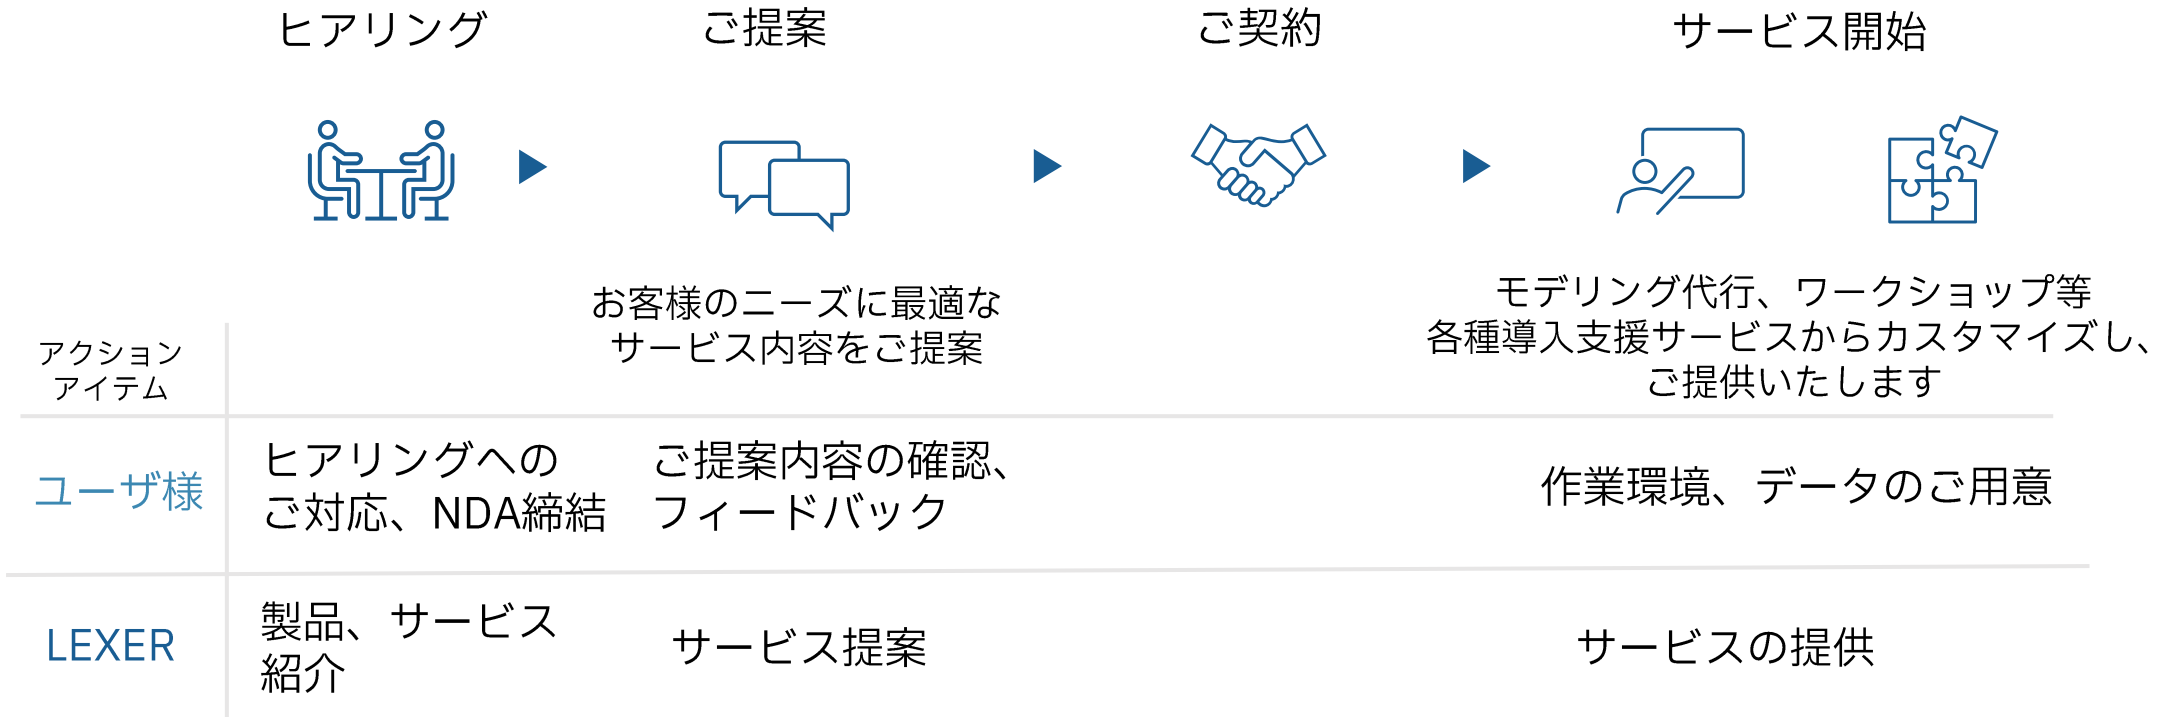 ヒアリング
ご提案
ご契約
サービス開始
お客様のニーズに最適な
サービス内容をご提案
モデリング代行、ワークショップ等
各種導入支援サービスからカスタマイズし、
ご提供いたします
アクション
アイテム
ユーザ様
ヒアリングへの
ご対応、NDA締結
ご提案内容の確認、
フィードバック
作業環境、データのご用意
LEXER
製品、サービス
紹介
サービス提案
サービスの提供